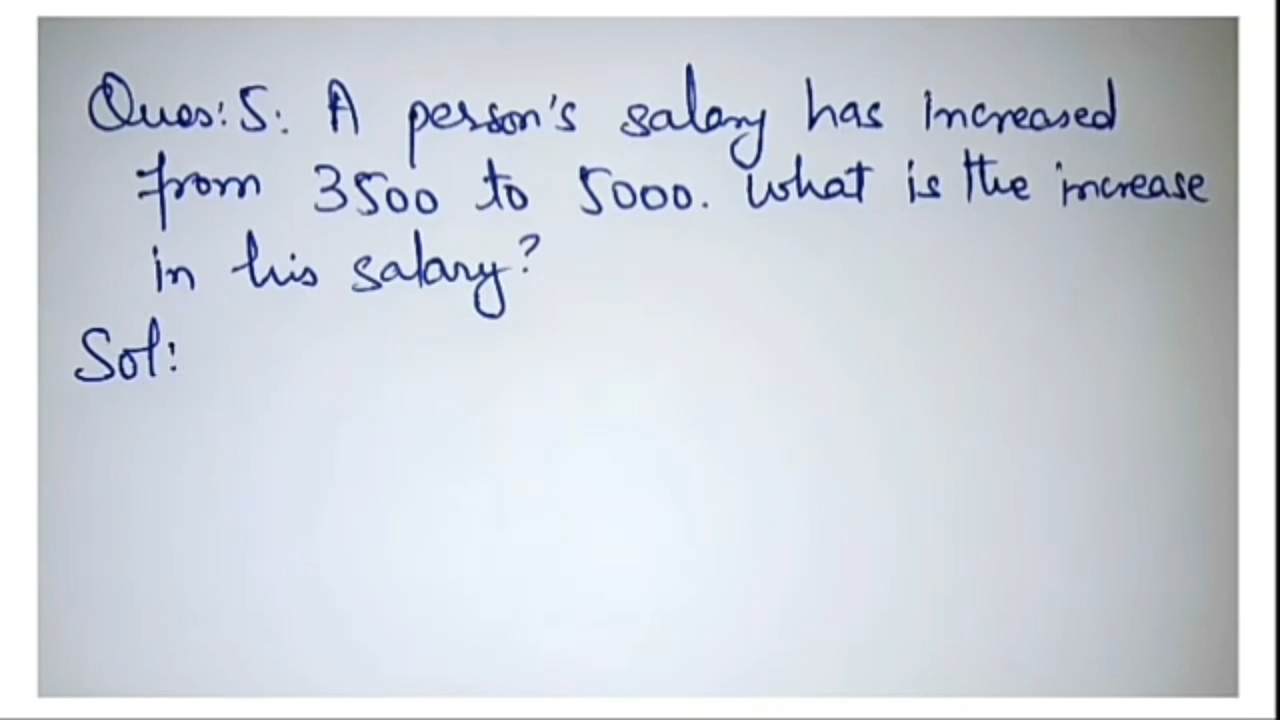 Ques: 5: A person's salary has increased
from 3500 to 5000. What is the increase
in his salary?
Sol: